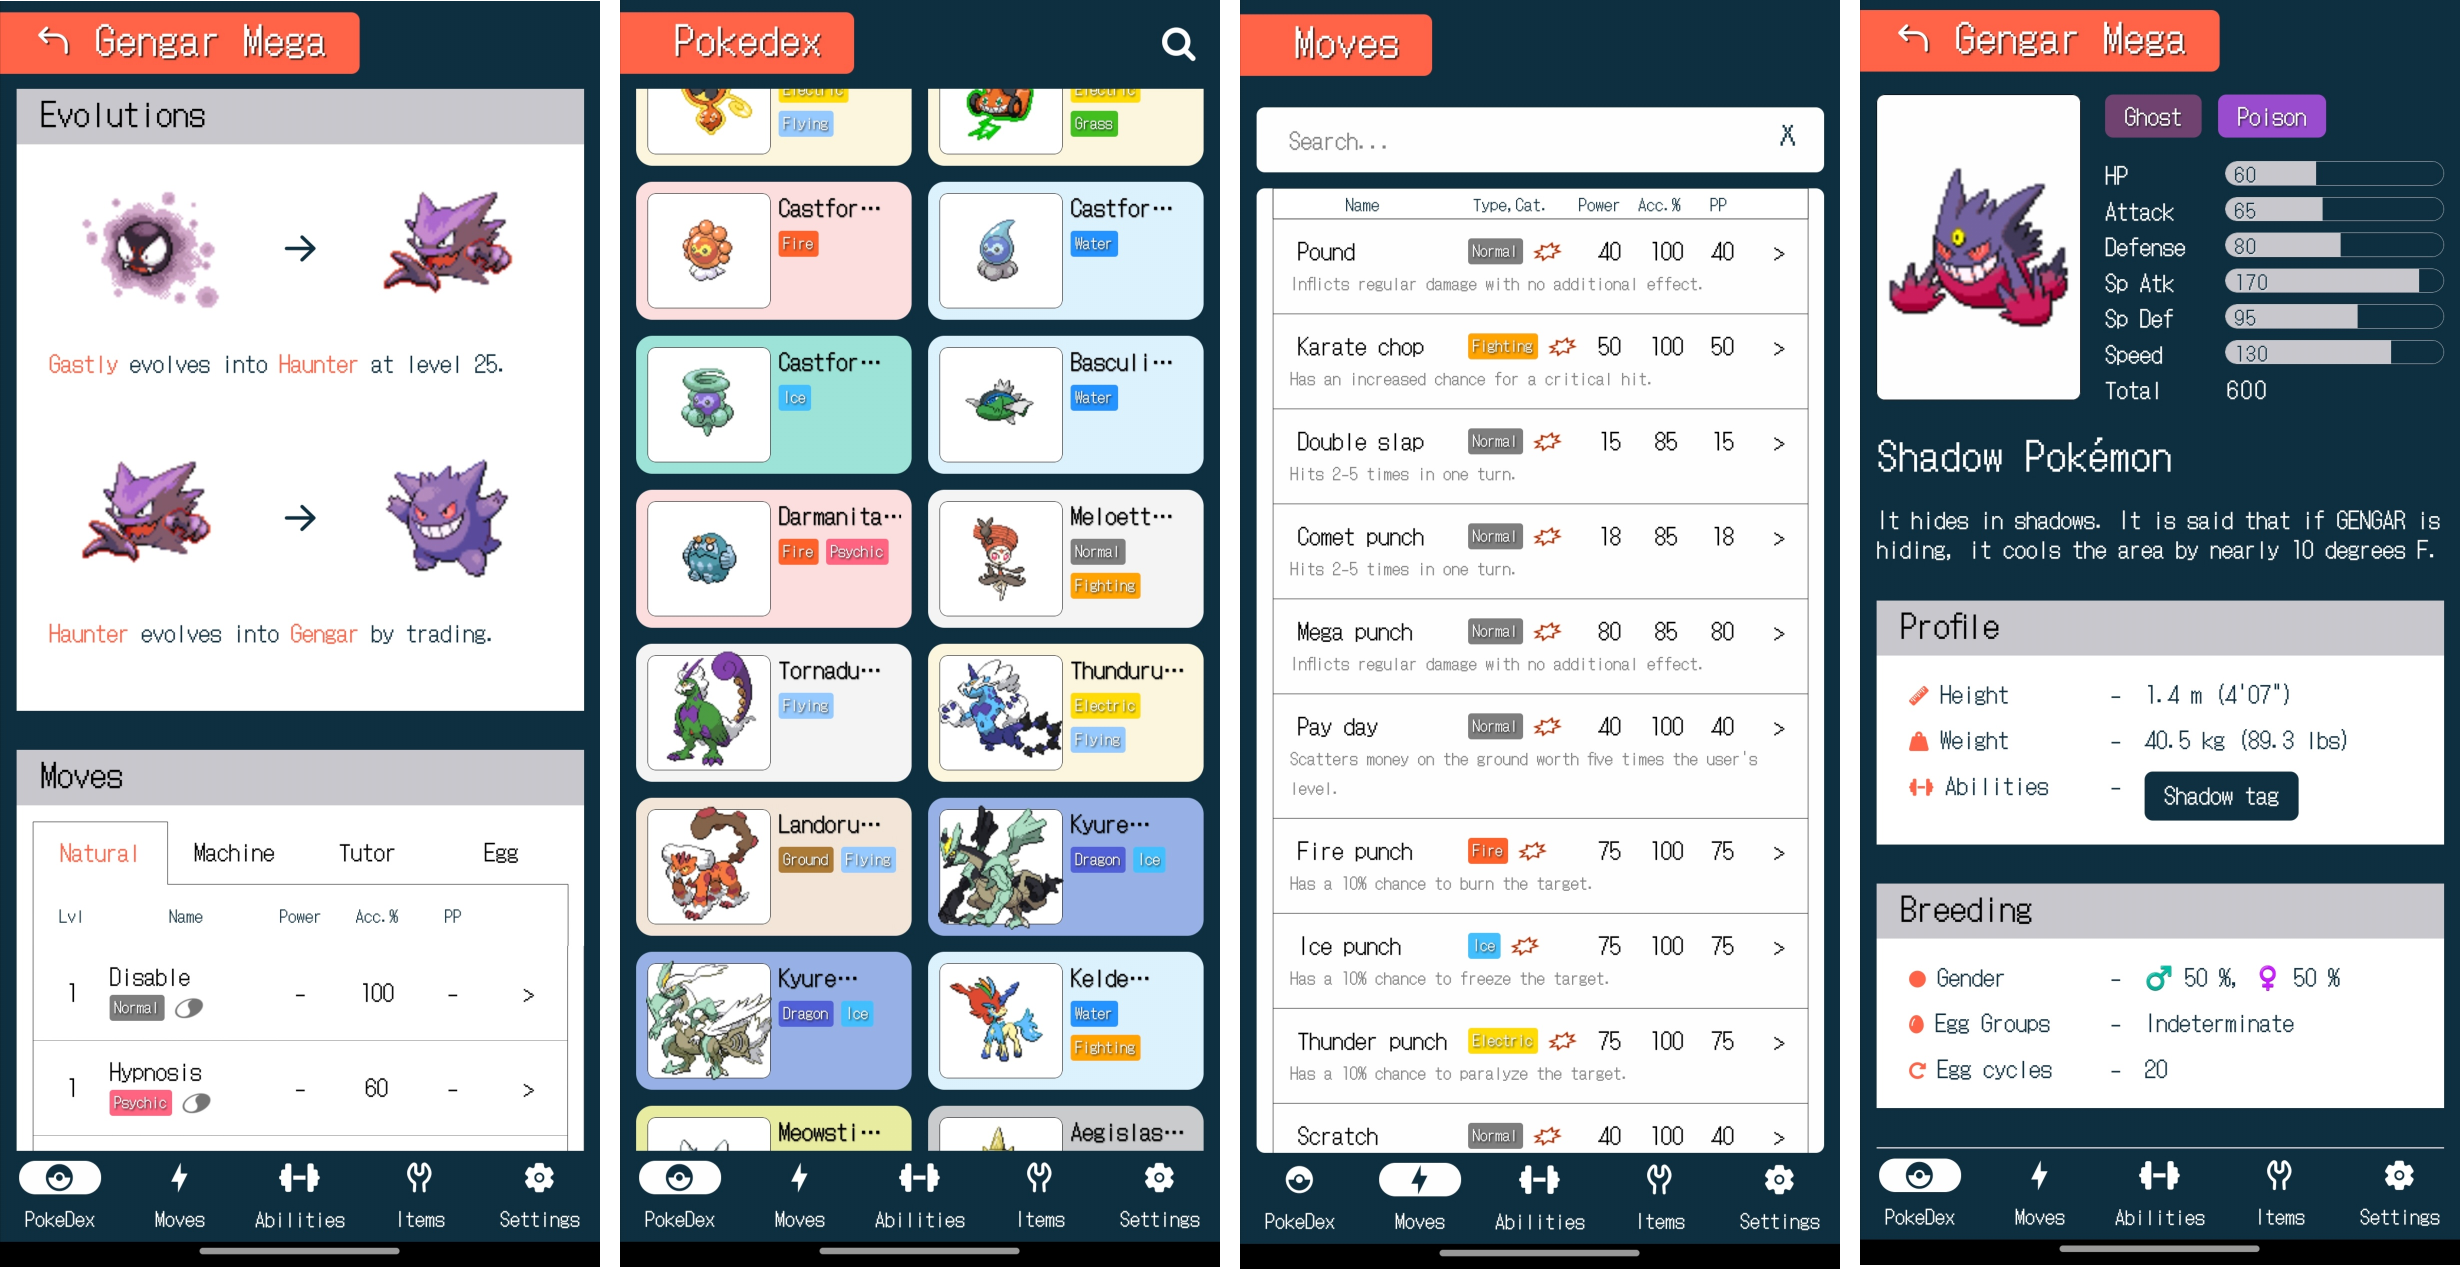 Gengar Mega
Evolutions
Gastly evolves into Haunter at level 25.
Haunter evolves into Gengar by trading.
Moves
Natural Machine Tutor Egg
Lvl Name Power Acc.% PP
1 Disable - 100 - >
Normal
1 Hypnosis - 60 - >
Psychic
PokeDex Moves Abilities Items Settings
Pokedex
Electric Electric
Flying Grass
Castfor··· Castfor···
Fire Water
Castfor··· Basculi···
Ice Water
Darmanita··· Meloett···
Fire Psychic Normal
Fighting
Tornadu··· Thunduru···
Flying Electric
Flying
Landoru··· Kyure···
Ground Flying Dragon Ice
Kyure··· Kelde···
Dragon Ice Water
Fighting
Meowsti··· Aegislas···
PokeDex Moves Abilities Items Settings
Moves
Search... X
Name Type,Cat. Power Acc.% PP
Pound Normal 40 100 40 >
Inflicts regular damage with no additional effect.
Karate chop Fighting 50 100 50 >
Has an increased chance for a critical hit.
Double slap Normal 15 85 15 >
Hits 2-5 times in one turn.
Comet punch Normal 18 85 18 >
Hits 2-5 times in one turn.
Mega punch Normal 80 85 80 >
Inflicts regular damage with no additional effect.
Pay day Normal 40 100 40 >
Scatters money on the ground worth five times the user's
level.
Fire punch Fire 75 100 75 >
Has a 10% chance to burn the target.
Ice punch Ice 75 100 75 >
Has a 10% chance to freeze the target.
Thunder punch Electric 75 100 75 >
Has a 10% chance to paralyze the target.
Scratch Normal 40 100 40 >
PokeDex Moves Abilities Items Settings
Gengar Mega
Ghost Poison
HP 60
Attack 65
Defense 80
Sp Atk 170
Sp Def 95
Speed 130
Total 600
Shadow Pokémon
It hides in shadows. It is said that if GENGAR is
hiding, it cools the area by nearly 10 degrees F.
Profile
Height - 1.4 m (4'07")
Weight - 40.5 kg (89.3 lbs)
Abilities - Shadow tag
Breeding
Gender - ♂ 50 %, ♀ 50 %
Egg Groups - Indeterminate
Egg cycles - 20
PokeDex Moves Abilities Items Settings